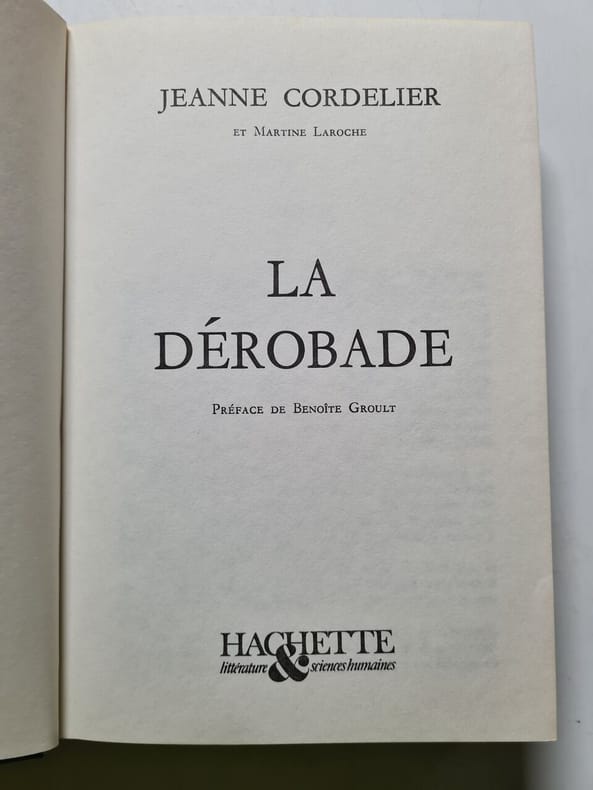 JEANNE CORDELIER
ET MARTINE LAROCHE
LA
DÉROBADE
PRÉFACE DE BENOÎTE GROULT
HACHETTE
littérature & sciences humaines